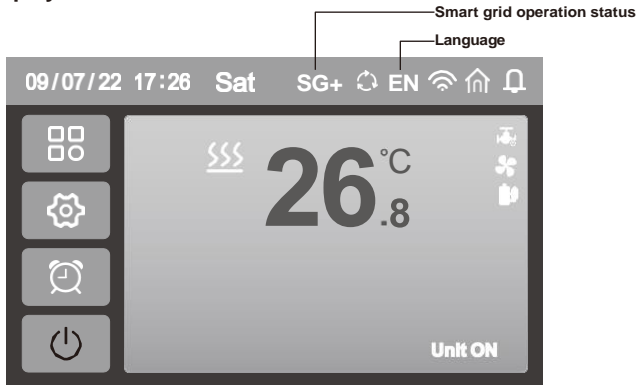 Smart grid operation status
Language
09/07/22 17:26 Sat SG+ EN
26.8 °C
Unit ON